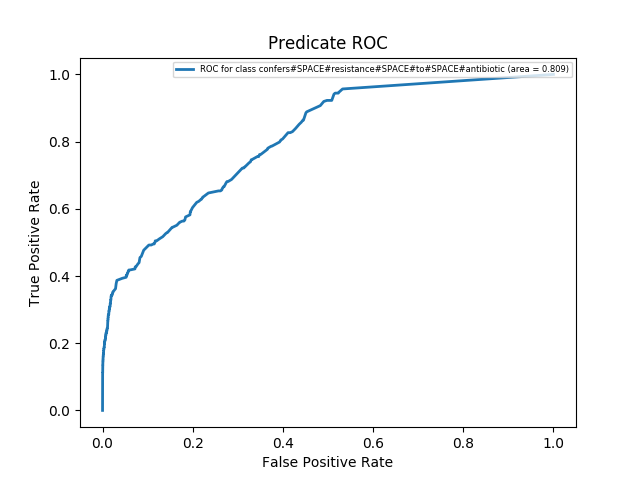 Predicate ROC
ROC for class confers#SPACE#resistance#SPACE#to#SPACE#antibiotic (area = 0.809)
True Positive Rate
1.0
0.8
0.6
0.4
0.2
0.0
0.0 0.2 0.4 0.6 0.8 1.0
False Positive Rate